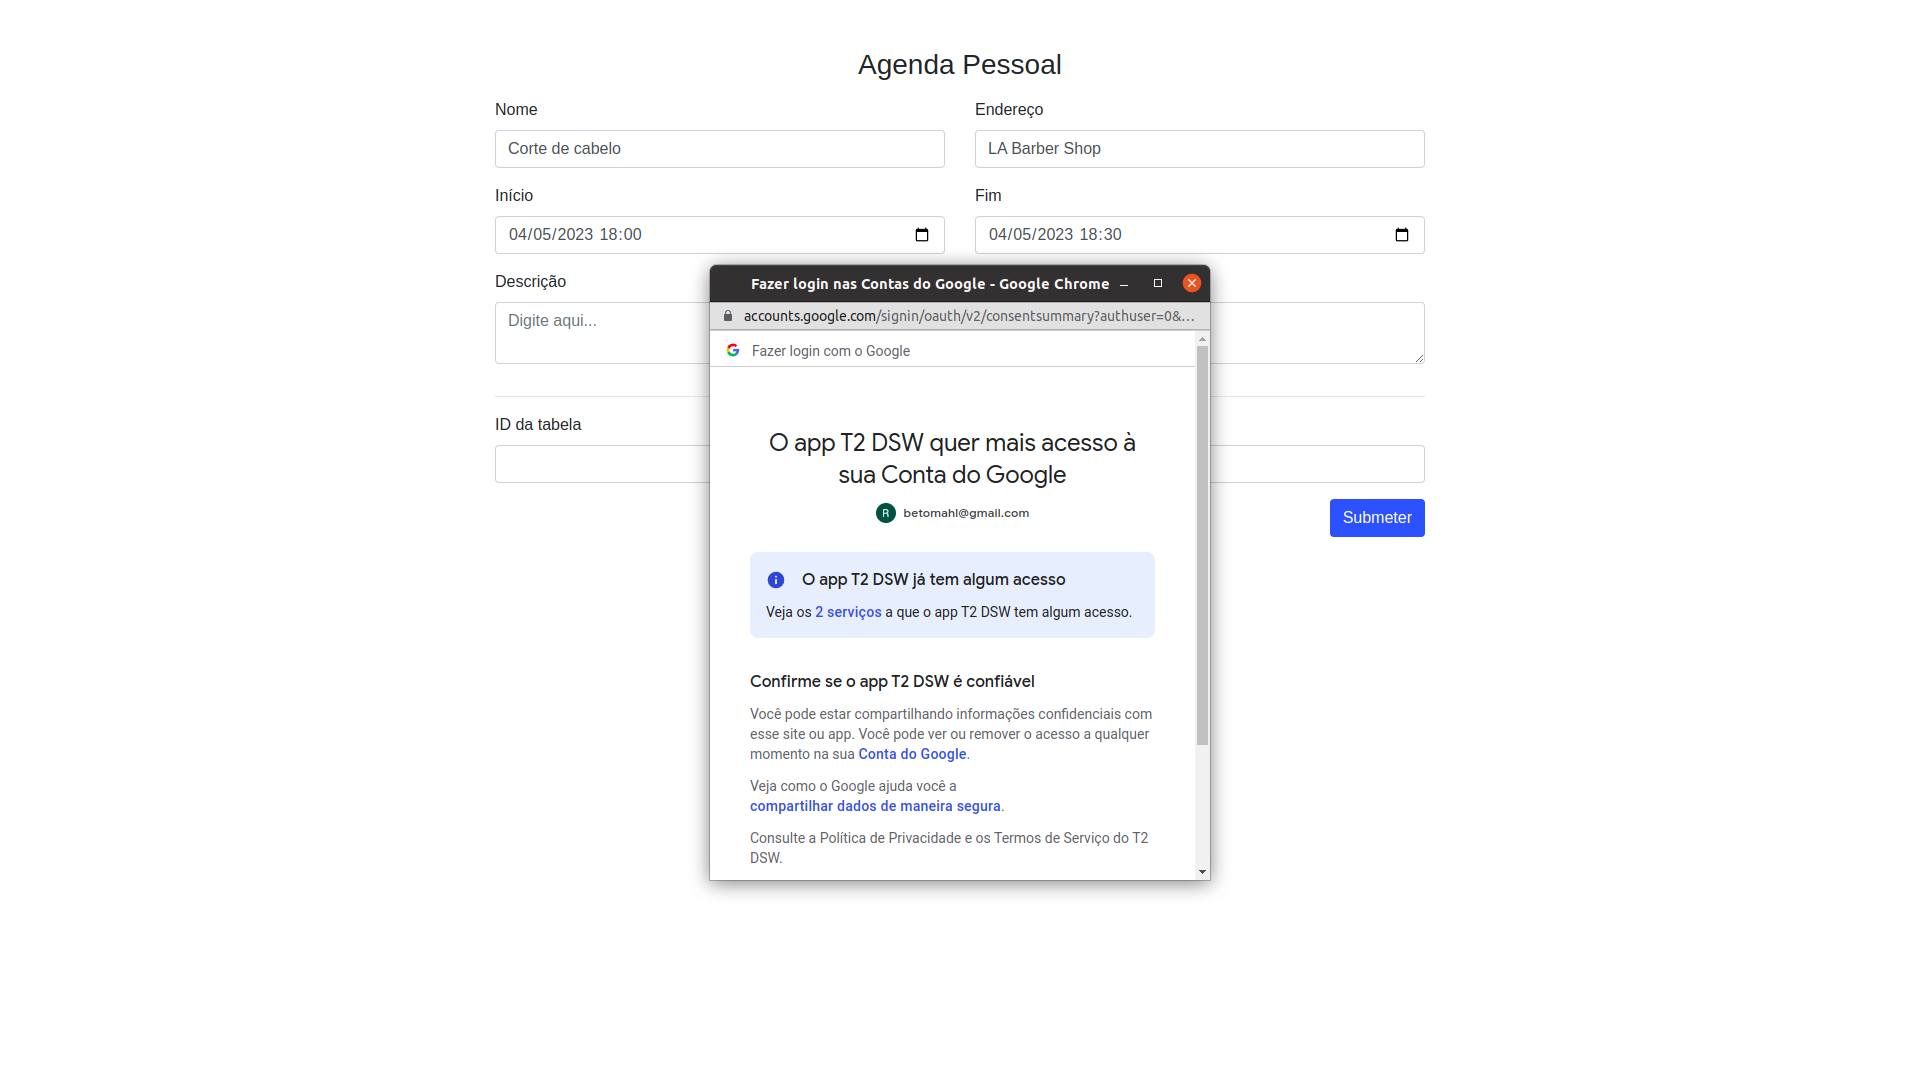 Agenda Pessoal
Nome
Endereço
Corte de cabelo
LA Barber Shop
Início
Fim
04/05/2023 18:00
04/05/2023 18:30
Descrição
Digite aqui...
ID da tabela
Submeter
Fazer login nas Contas do Google - Google Chrome
accounts.google.com/signin/oauth/v2/consentsummary?authuser=0&...
Fazer login com o Google
O app T2 DSW quer mais acesso à
sua Conta do Google
R betomahl@gmail.com
O app T2 DSW já tem algum acesso
Veja os 2 serviços a que o app T2 DSW tem algum acesso.
Confirme se o app T2 DSW é confiável
Você pode estar compartilhando informações confidenciais com
esse site ou app. Você pode ver ou remover o acesso a qualquer
momento na sua Conta do Google.
Veja como o Google ajuda você a
compartilhar dados de maneira segura.
Consulte a Política de Privacidade e os Termos de Serviço do T2
DSW.